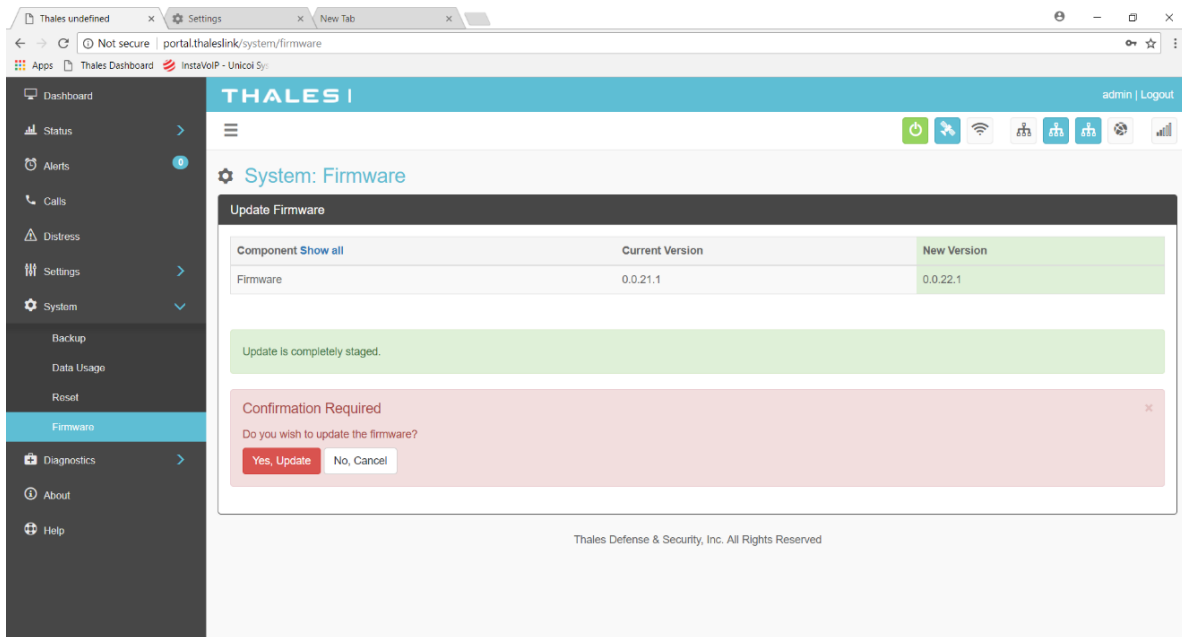 Thales undefined
Settings
New Tab
Not secure | portal.thaleslink/system/firmware
Apps Thales Dashboard InstaVoIP - Unicoi Sys
Dashboard
Status
Alerts 0
Calls
Distress
Settings
System
Backup
Data Usage
Reset
Firmware
Diagnostics
About
Help
THALES
admin | Logout
System: Firmware
Update Firmware
Component Show all Current Version New Version
Firmware 0.0.21.1 0.0.22.1
Update is completely staged.
Confirmation Required
Do you wish to update the firmware?
Yes, Update No, Cancel
Thales Defense & Security, Inc. All Rights Reserved